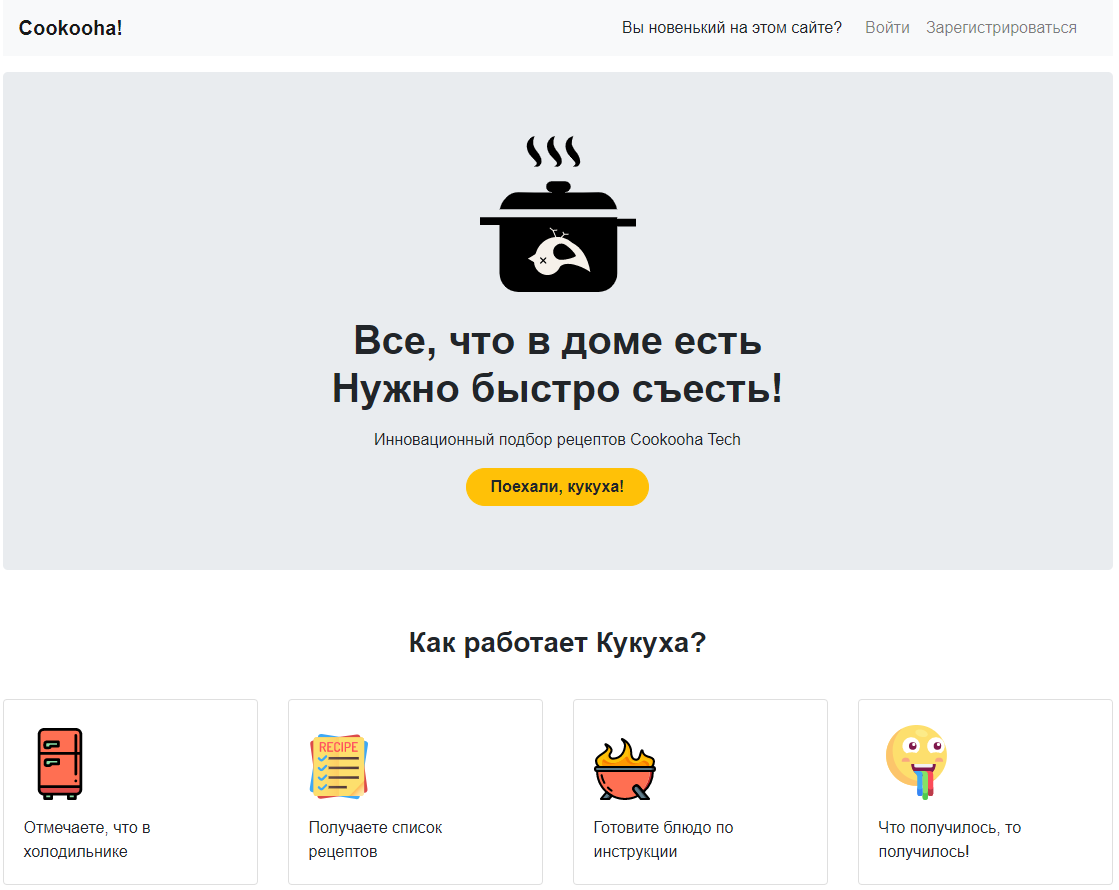 Cookooha!
Вы новенький на этом сайте? Войти Зарегистрироваться
Все, что в доме есть
Нужно быстро съесть!
Инновационный подбор рецептов Cookooha Tech
Поехали, кукуха!
Как работает Кукуха?
Отмечаете, что в
холодильнике
RECIPE
Получаете список
рецептов
Готовите блюдо по
инструкции
Что получилось, то
получилось!